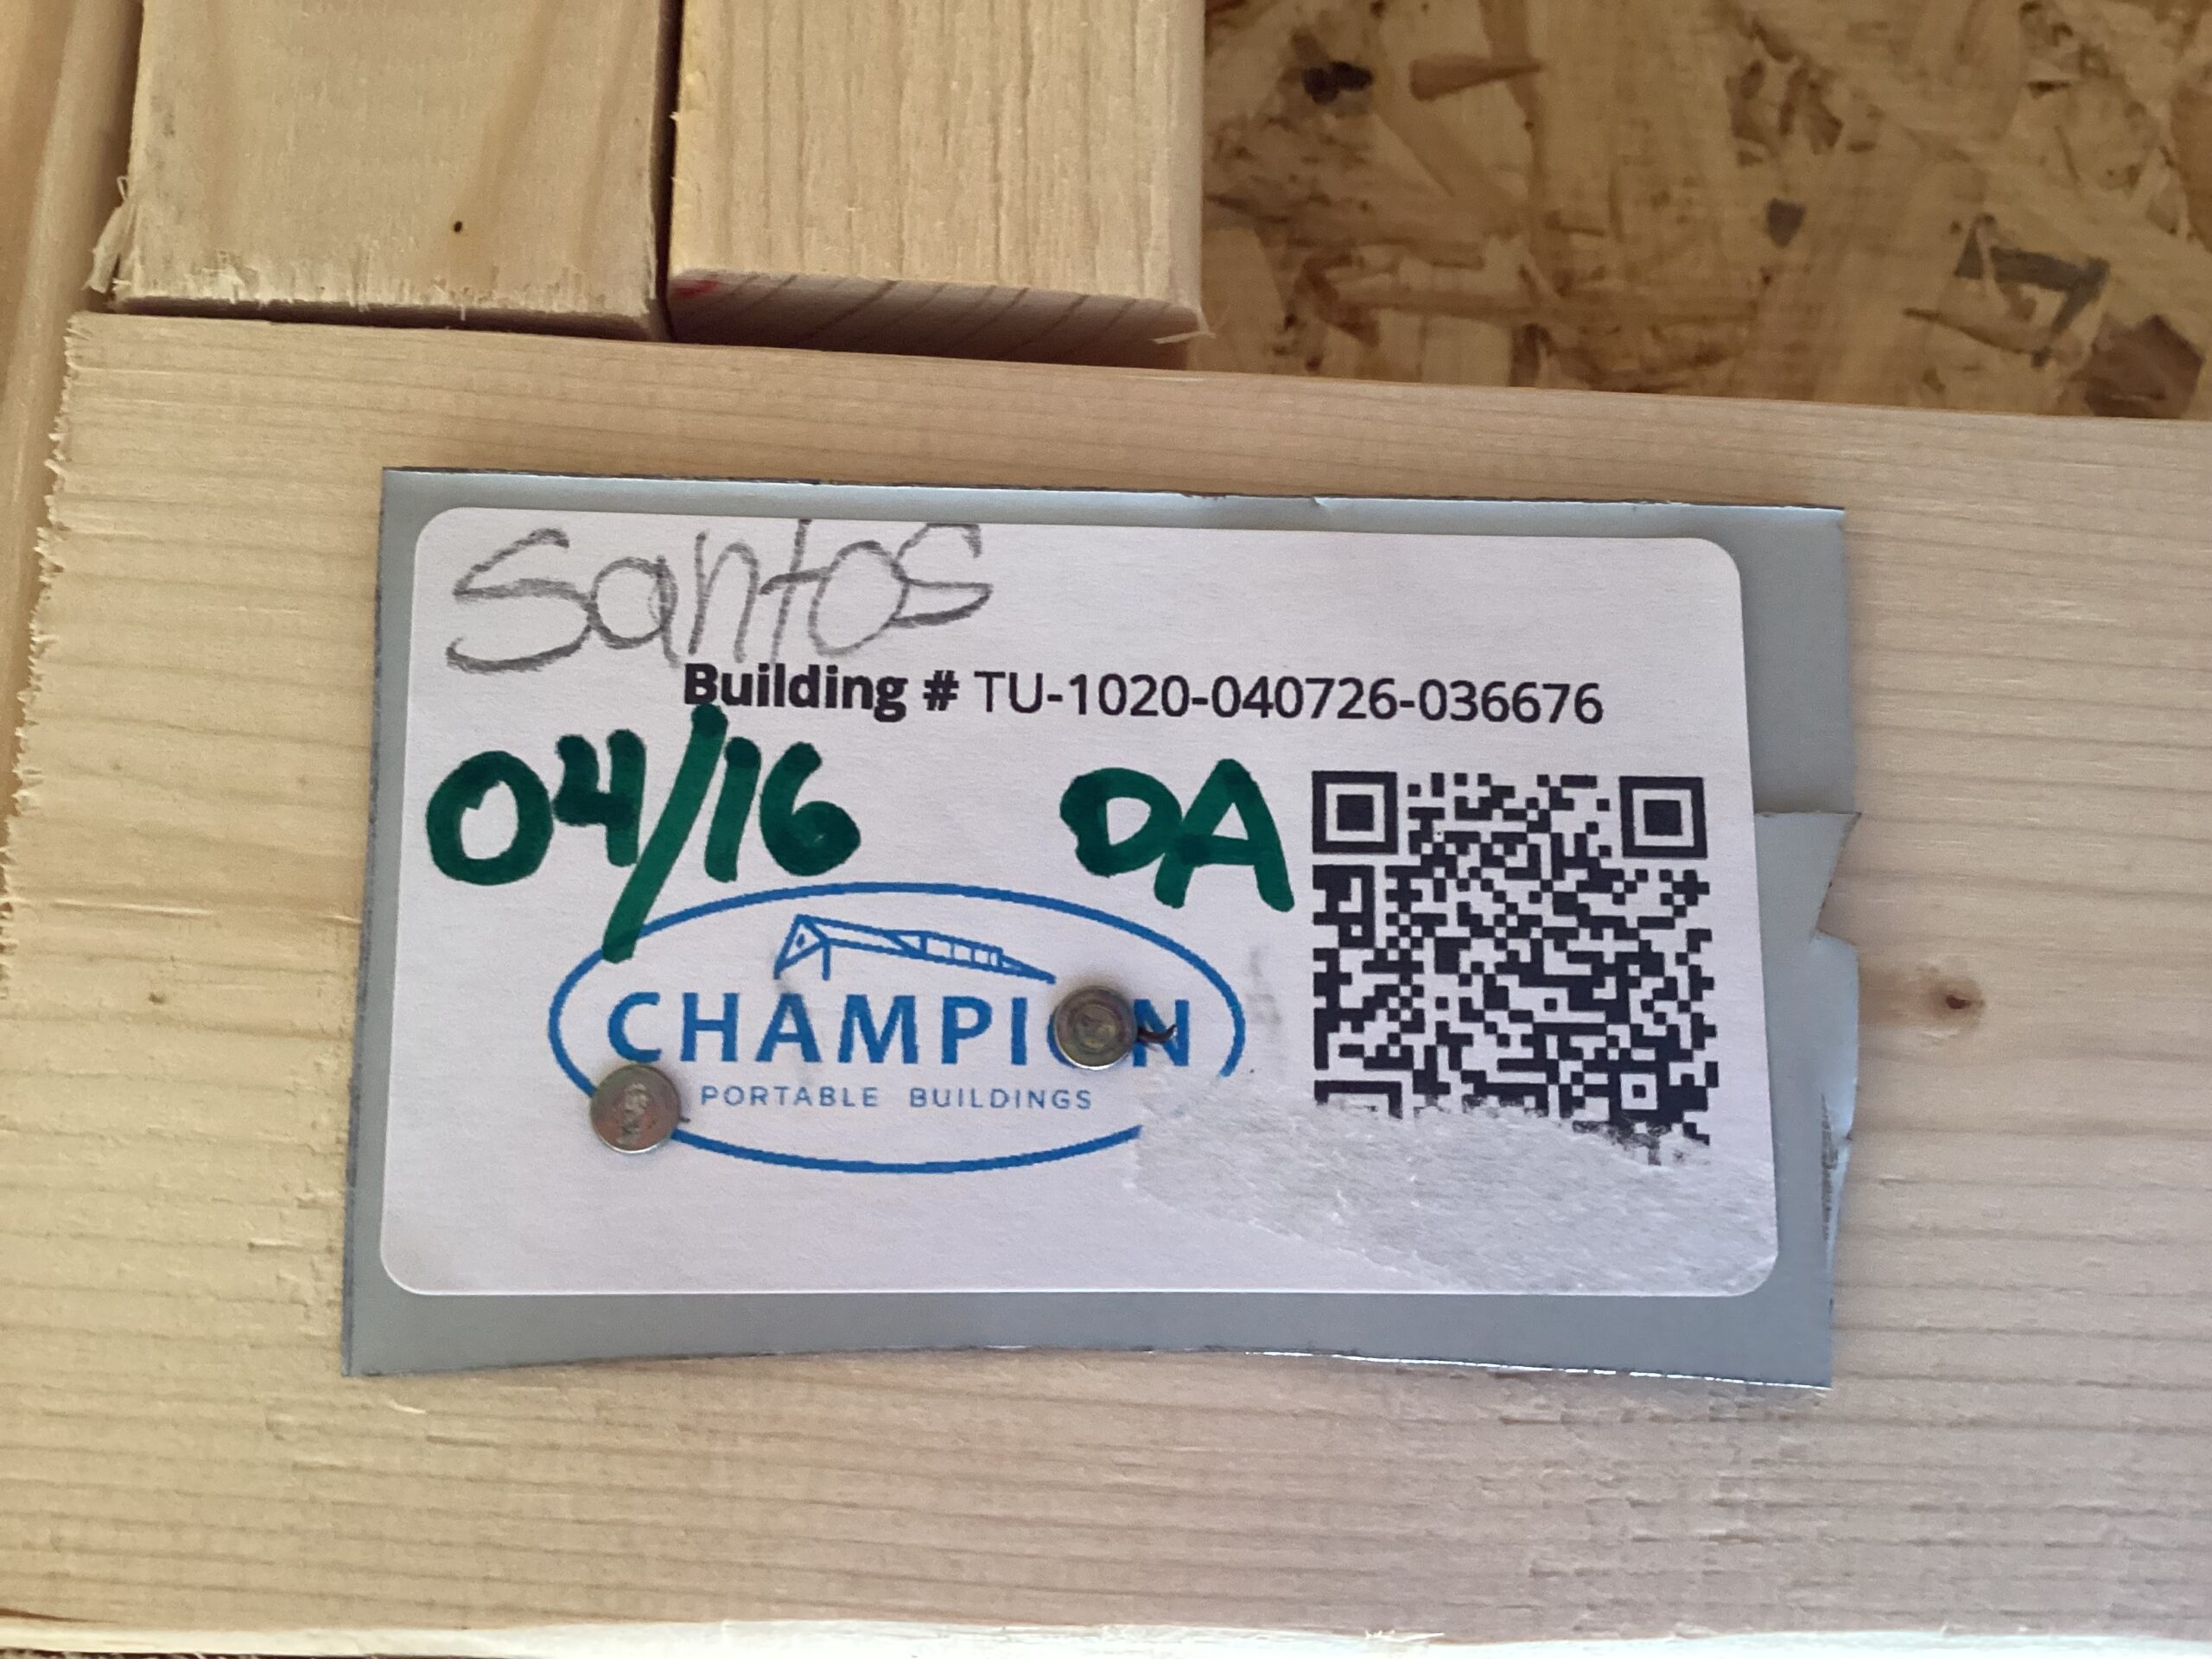 Santos
Building # TU-1020-040726-036676
04/16 DA
CHAMPION
PORTABLE BUILDINGS